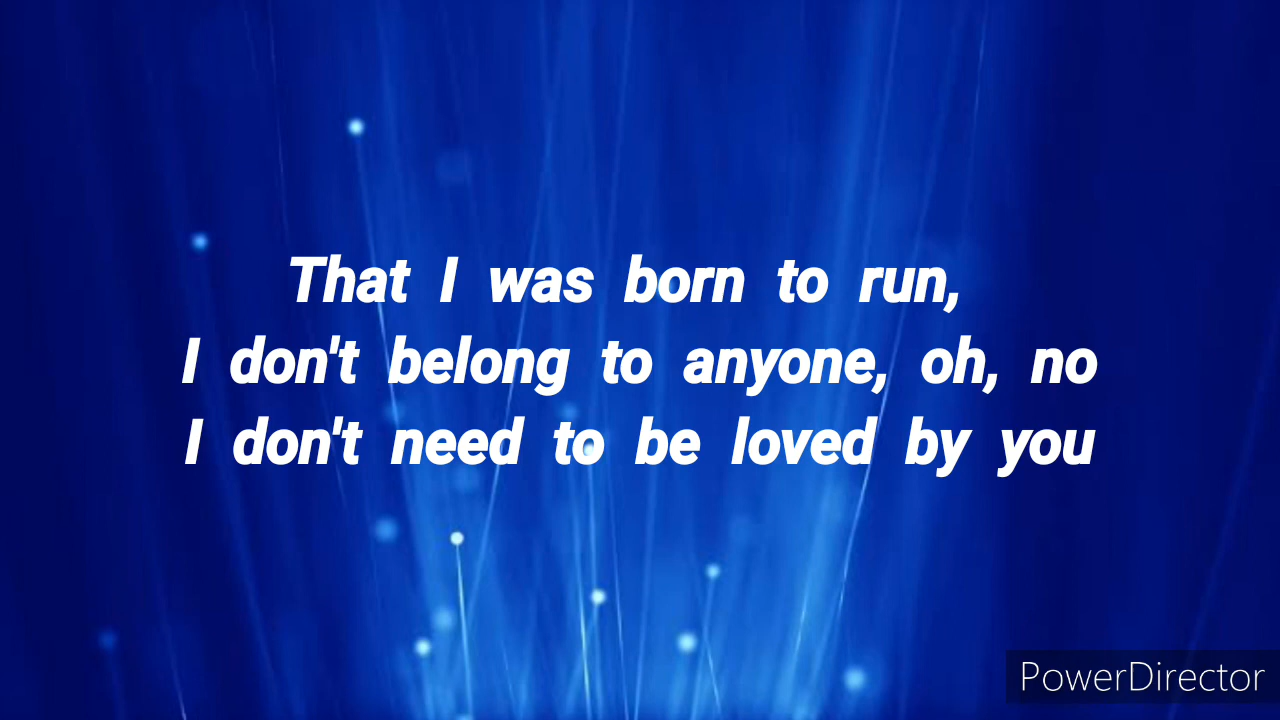 That I was born to run,
I don't belong to anyone, oh, no
I don't need to be loved by you
PowerDirector